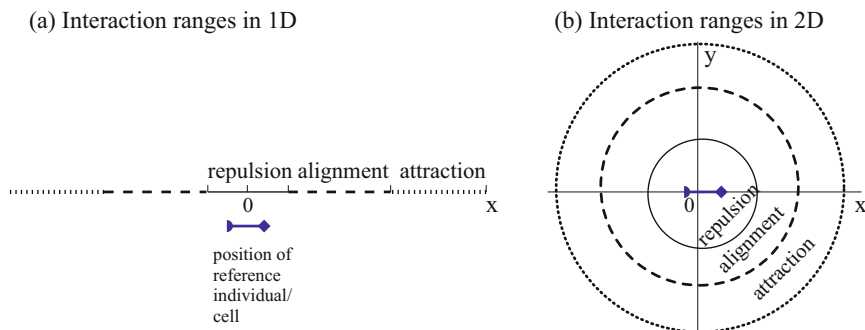 (a) Interaction ranges in 1D
repulsion alignment attraction
0
x
position of
reference
individual/
cell
(b) Interaction ranges in 2D
y
0
x
repulsion
alignment
attraction